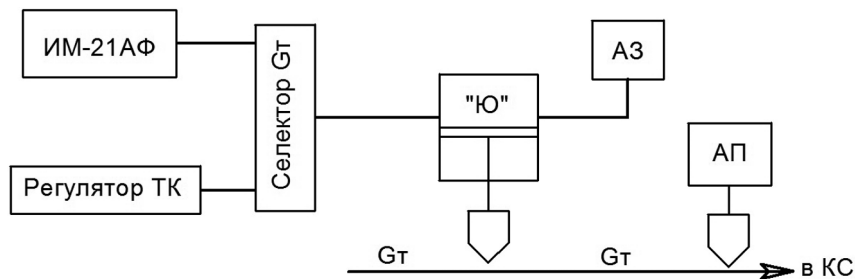 ИМ-21АФ
Селектор Gт
"Ю"
АЗ
АП
Регулятор ТК
Gт
Gт
в КС